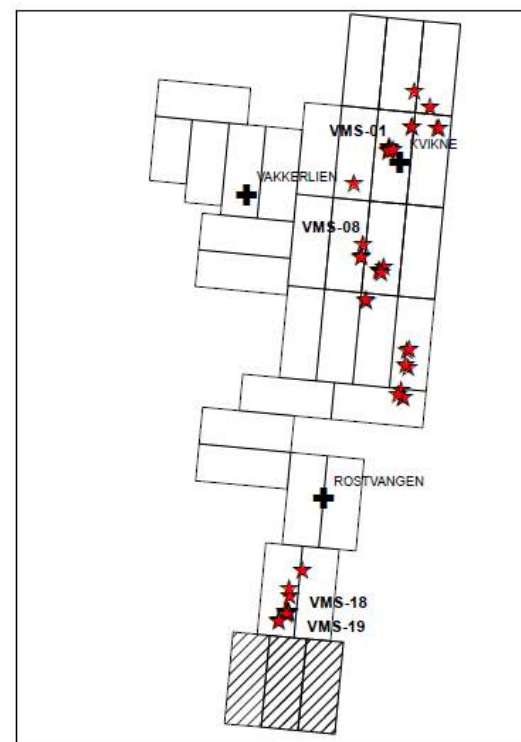 VMS-01
KVIKNE
VAKKERLIEN
VMS-08
ROSTVANGEN
VMS-18
VMS-19